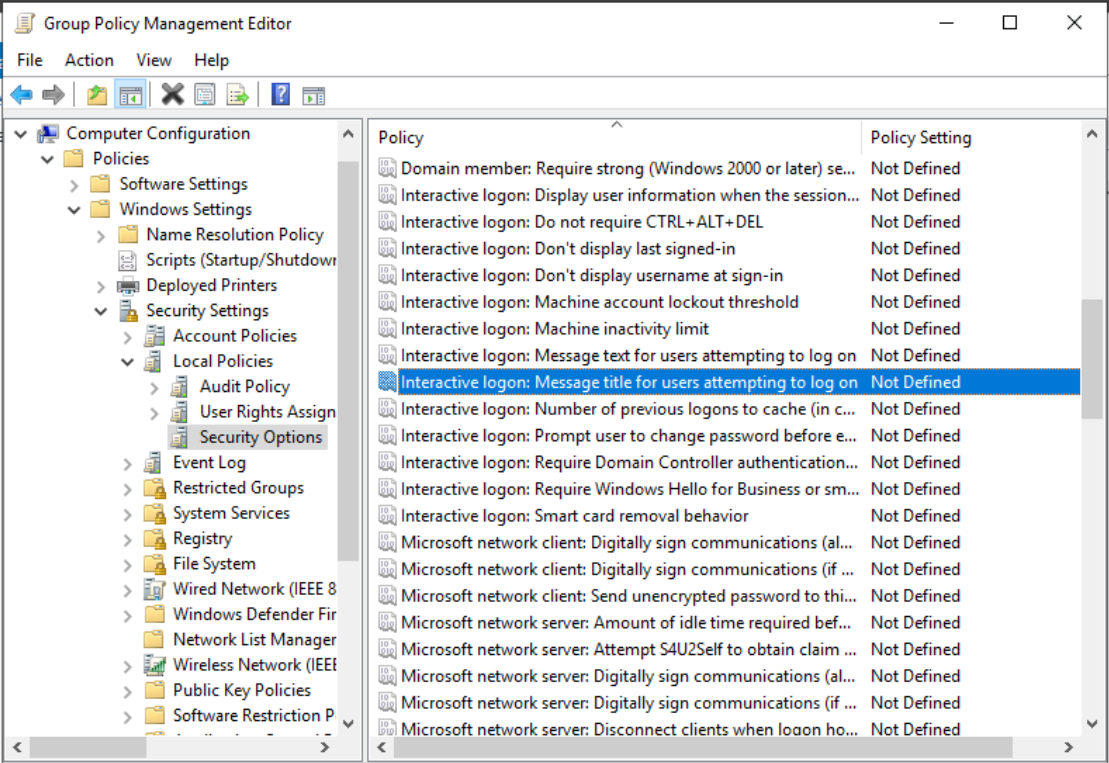 Group Policy Management Editor
File Action View Help
Computer Configuration
Policies
Software Settings
Windows Settings
Name Resolution Policy
Scripts (Startup/Shutdown
Deployed Printers
Security Settings
Account Policies
Local Policies
Audit Policy
User Rights Assign
Security Options
Event Log
Restricted Groups
System Services
Registry
File System
Wired Network (IEEE 8
Windows Defender Fir
Network List Manager
Wireless Network (IEEE
Public Key Policies
Software Restriction P
Policy Policy Setting
Domain member: Require strong (Windows 2000 or later) se... Not Defined
Interactive logon: Display user information when the session... Not Defined
Interactive logon: Do not require CTRL+ALT+DEL Not Defined
Interactive logon: Don't display last signed-in Not Defined
Interactive logon: Don't display username at sign-in Not Defined
Interactive logon: Machine account lockout threshold Not Defined
Interactive logon: Machine inactivity limit Not Defined
Interactive logon: Message text for users attempting to log on Not Defined
Interactive logon: Message title for users attempting to log on Not Defined
Interactive logon: Number of previous logons to cache (in c... Not Defined
Interactive logon: Prompt user to change password before e... Not Defined
Interactive logon: Require Domain Controller authentication... Not Defined
Interactive logon: Require Windows Hello for Business or sm... Not Defined
Interactive logon: Smart card removal behavior Not Defined
Microsoft network client: Digitally sign communications (al... Not Defined
Microsoft network client: Digitally sign communications (if ... Not Defined
Microsoft network client: Send unencrypted password to thi... Not Defined
Microsoft network server: Amount of idle time required bef... Not Defined
Microsoft network server: Attempt S4U2Self to obtain claim ... Not Defined
Microsoft network server: Digitally sign communications (al... Not Defined
Microsoft network server: Digitally sign communications (if ... Not Defined
Microsoft network server: Disconnect clients when logon ho... Not Defined